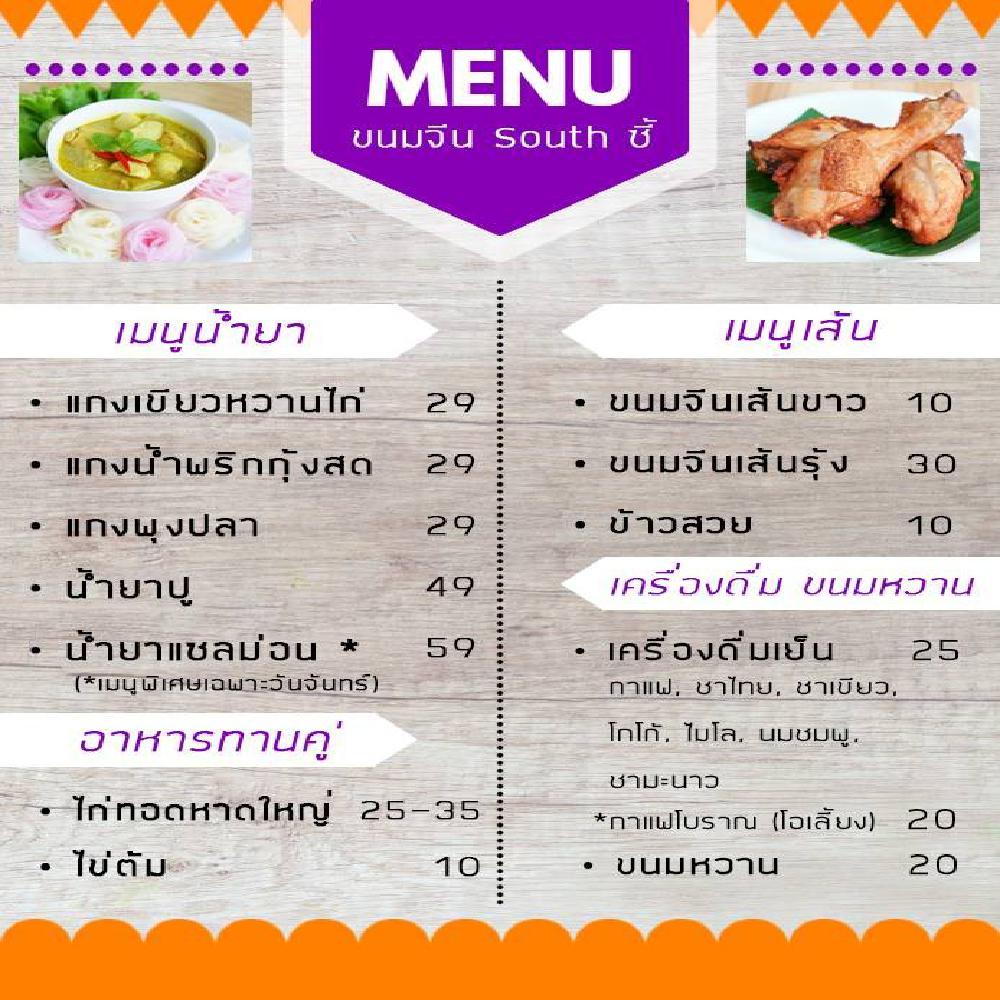 MENU
ขนมจีน South ซี้
เมนูน้ำยา
• แกงเขียวหวานไก่ 29
• แกงน้ำพริกกุ้งสด 29
• แกงพุงปลา 29
• น้ำยาปู 49
• น้ำยาแซลม่อน * 59
(*เมนูพิเศษเฉพาะวันจันทร์)
อาหารทานคู่
• ไก่ทอดหาดใหญ่ 25-35
• ไข่ต้ม 10
เมนูเส้น
• ขนมจีนเส้นขาว 10
• ขนมจีนเส้นรุ้ง 30
• ข้าวสวย 10
เครื่องดื่ม ขนมหวาน
• เครื่องดื่มเย็น 25
กาแฟ, ชาไทย, ชาเขียว,
โกโก้, ไมโล, นมชมพู,
ชามะนาว
*กาแฟโบราณ (โอเลี้ยง) 20
• ขนมหวาน 20